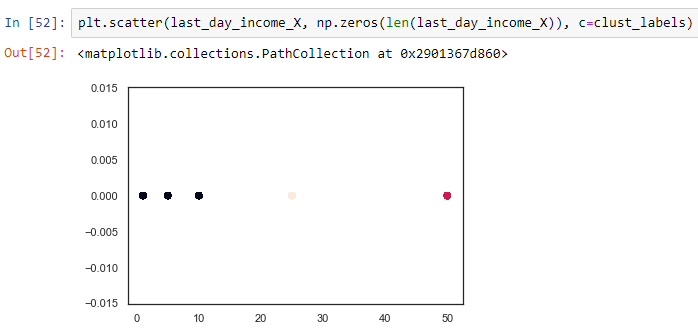 In [52]: plt.scatter(last_day_income_X, np.zeros(len(last_day_income_X)), c=clust_labels)
Out[52]: <matplotlib.collections.PathCollection at 0x2901367d860>
0.015
0.010
0.005
0.000
−0.005
−0.010
−0.015
0 10 20 30 40 50